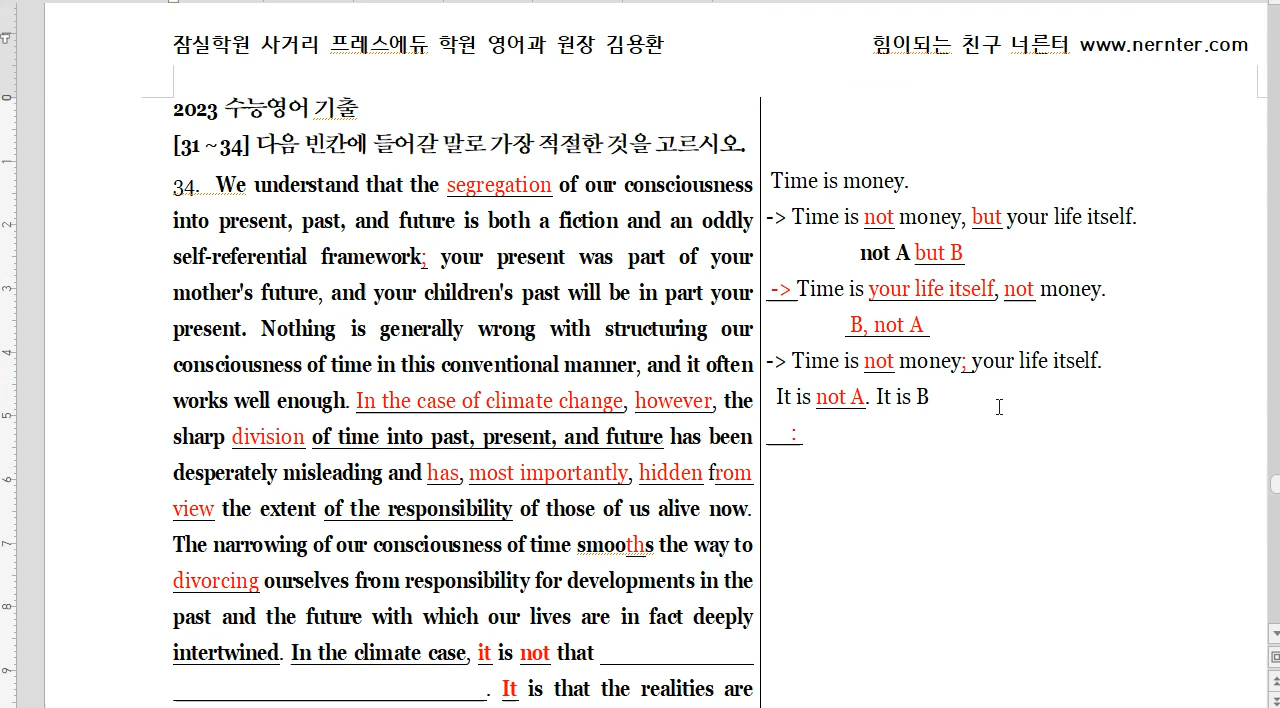 잠실학원 사거리 프레스에듀 학원 영어과 원장 김용환
힘이되는 친구 너른터 www.nernter.com
2023 수능영어 기출
[31 ~ 34] 다음 빈칸에 들어갈 말로 가장 적절한 것을 고르시오.
34. We understand that the segregation of our consciousness
into present, past, and future is both a fiction and an oddly
self-referential framework; your present was part of your
mother's future, and your children's past will be in part your
present. Nothing is generally wrong with structuring our
consciousness of time in this conventional manner, and it often
works well enough. In the case of climate change, however, the
sharp division of time into past, present, and future has been
desperately misleading and has, most importantly, hidden from
view the extent of the responsibility of those of us alive now.
The narrowing of our consciousness of time smooths the way to
divorcing ourselves from responsibility for developments in the
past and the future with which our lives are in fact deeply
intertwined. In the climate case, it is not that ____________
____________. It is that the realities are
Time is money.
-> Time is not money, but your life itself.
not A but B
-> Time is your life itself, not money.
B, not A
-> Time is not money; your life itself.
It is not A. It is B
:
0
1
2
3
4
5
6
7
8
9